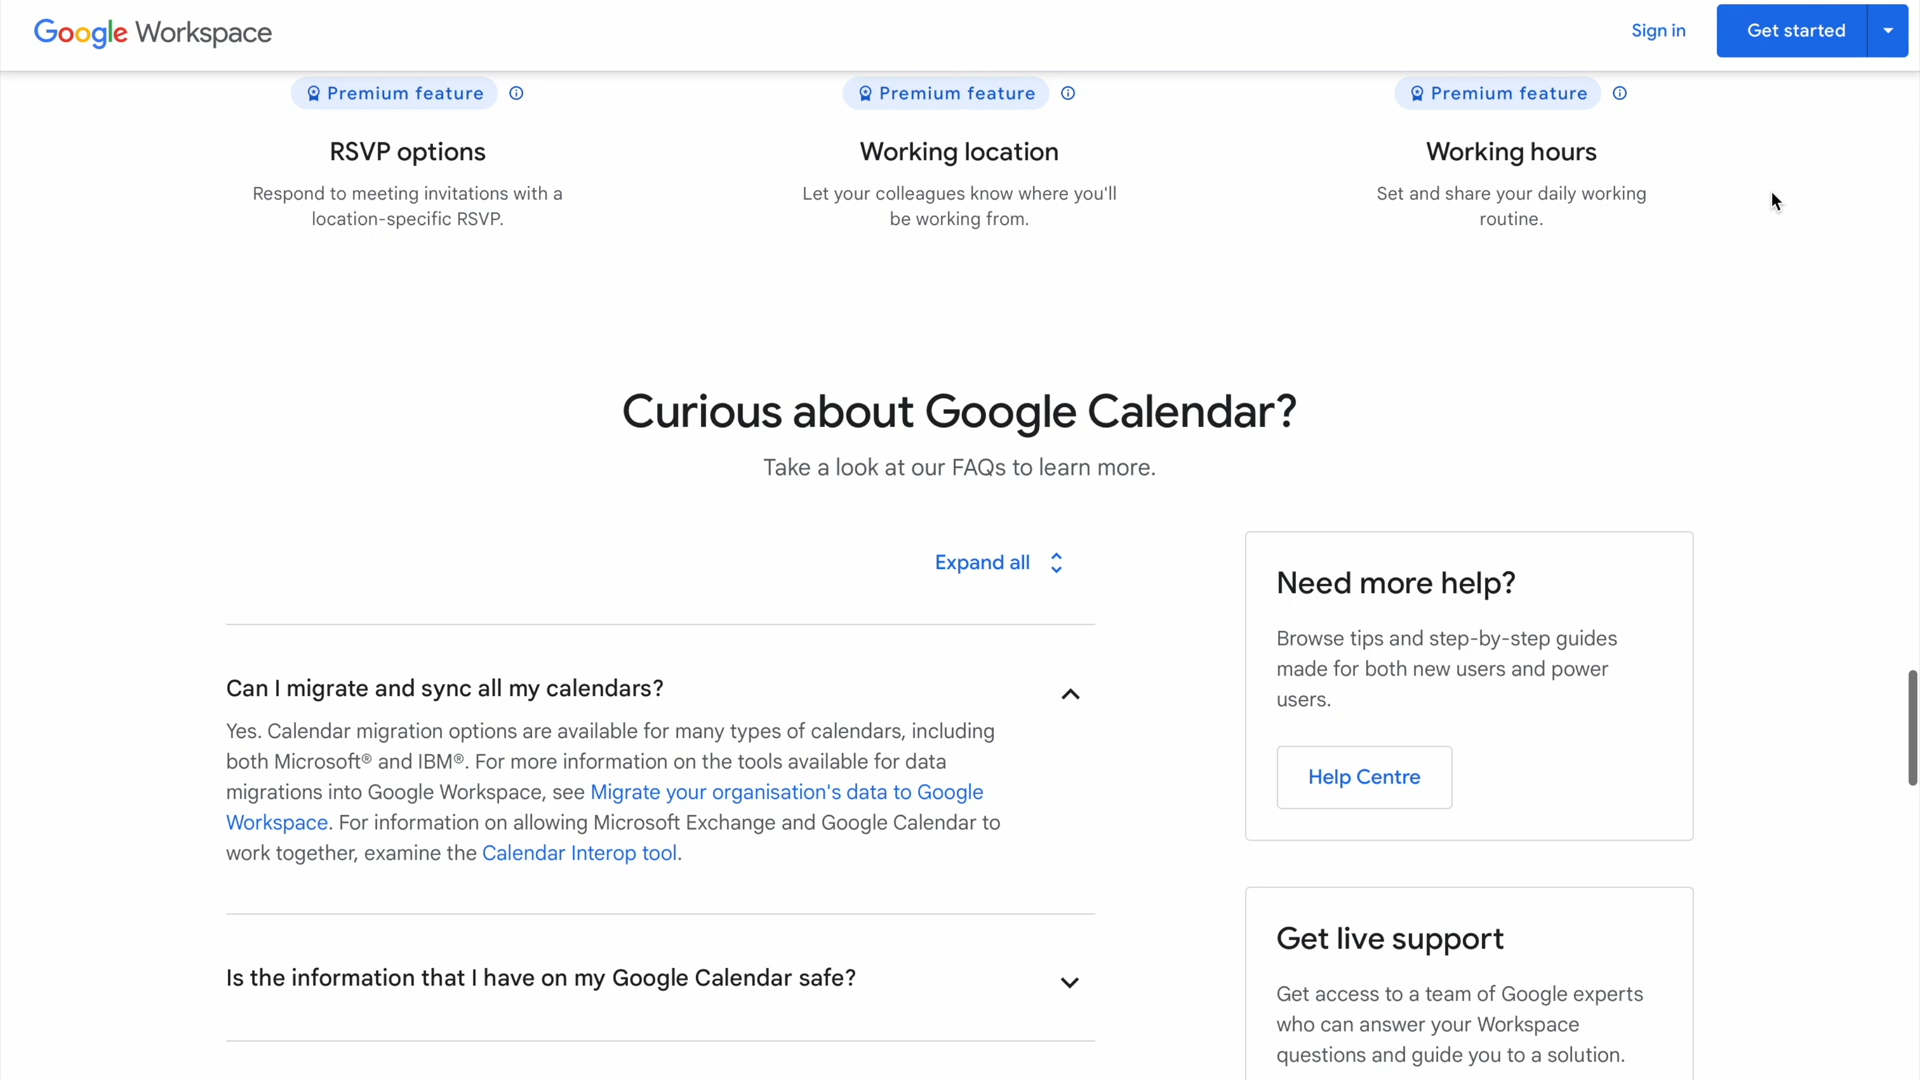 Google Workspace
Sign in
Get started
Premium feature
Premium feature
Premium feature
RSVP options
Working location
Working hours
Respond to meeting invitations with a
location-specific RSVP.
Let your colleagues know where you'll
be working from.
Set and share your daily working
routine.
Curious about Google Calendar?
Take a look at our FAQs to learn more.
Expand all
Can I migrate and sync all my calendars?
Yes. Calendar migration options are available for many types of calendars, including
both Microsoft® and IBM®. For more information on the tools available for data
migrations into Google Workspace, see Migrate your organisation's data to Google
Workspace. For information on allowing Microsoft Exchange and Google Calendar to
work together, examine the Calendar Interop tool.
Is the information that I have on my Google Calendar safe?
Need more help?
Browse tips and step-by-step guides
made for both new users and power
users.
Help Centre
Get live support
Get access to a team of Google experts
who can answer your Workspace
questions and guide you to a solution.